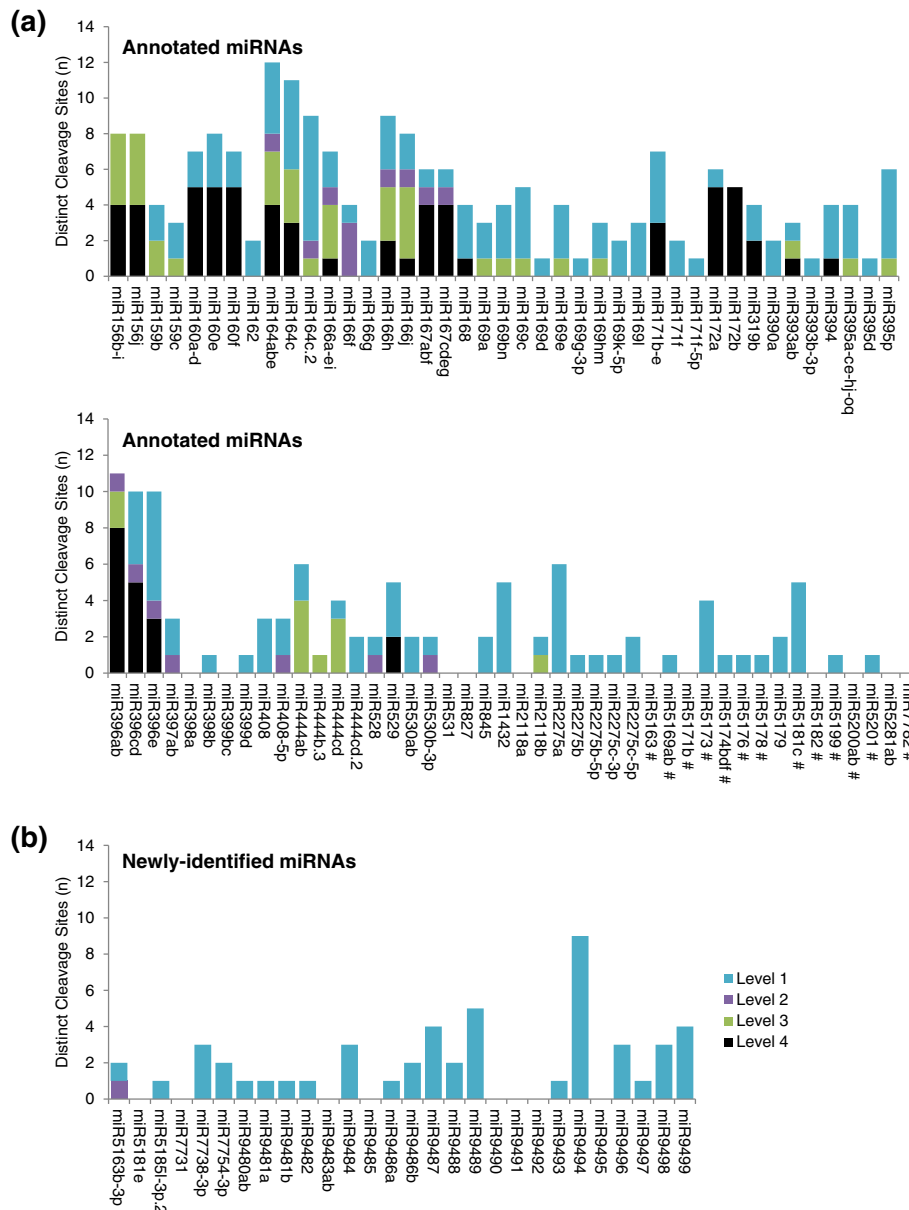 (a)
Annotated miRNAs
Distinct Cleavage Sites (n)
14
12
10
8
6
4
2
0
miR156b-i
miR156j
miR159b
miR159c
miR160a-d
miR160e
miR160f
miR162
miR164abe
miR164c
miR164c.2
miR166a-ei
miR166f
miR166g
miR166h
miR166j
miR167abf
miR167cdeg
miR168
miR169a
miR169bn
miR169c
miR169d
miR169e
miR169g-3p
miR169hm
miR169k-5p
miR169l
miR171b-e
miR171f
miR171f-5p
miR172a
miR172b
miR319b
miR390a
miR393ab
miR393b-3p
miR394
miR395a-ce-hj-oq
miR395d
miR395p
Annotated miRNAs
Distinct Cleavage Sites (n)
14
12
10
8
6
4
2
0
miR396ab
miR396cd
miR396e
miR397ab
miR398a
miR398b
miR399bc
miR399d
miR408
miR408-5p
miR444ab
miR444b.3
miR444cd
miR444cd.2
miR528
miR529
miR530ab
miR530b-3p
miR531
miR827
miR845
miR1432
miR2118a
miR2118b
miR2275a
miR2275b
miR2275b-5p
miR2275c-3p
miR2275c-5p
miR5163 #
miR5169ab #
miR5171b #
miR5173 #
miR5174bdf #
miR5176 #
miR5178 #
miR5179
miR5181c #
miR5182 #
miR5199 #
miR5200ab #
miR5201 #
miR5281ab
miR7782 #
(b)
Newly-identified miRNAs
Distinct Cleavage Sites (n)
14
12
10
8
6
4
2
0
miR5163b-3p
miR5181e
miR5185l-3p.2
miR7731
miR7738-3p
miR7754-3p
miR9480ab
miR9481a
miR9481b
miR9482
miR9483ab
miR9484
miR9485
miR9486a
miR9486b
miR9487
miR9488
miR9489
miR9490
miR9491
miR9492
miR9493
miR9494
miR9495
miR9496
miR9497
miR9498
miR9499
Level 1
Level 2
Level 3
Level 4